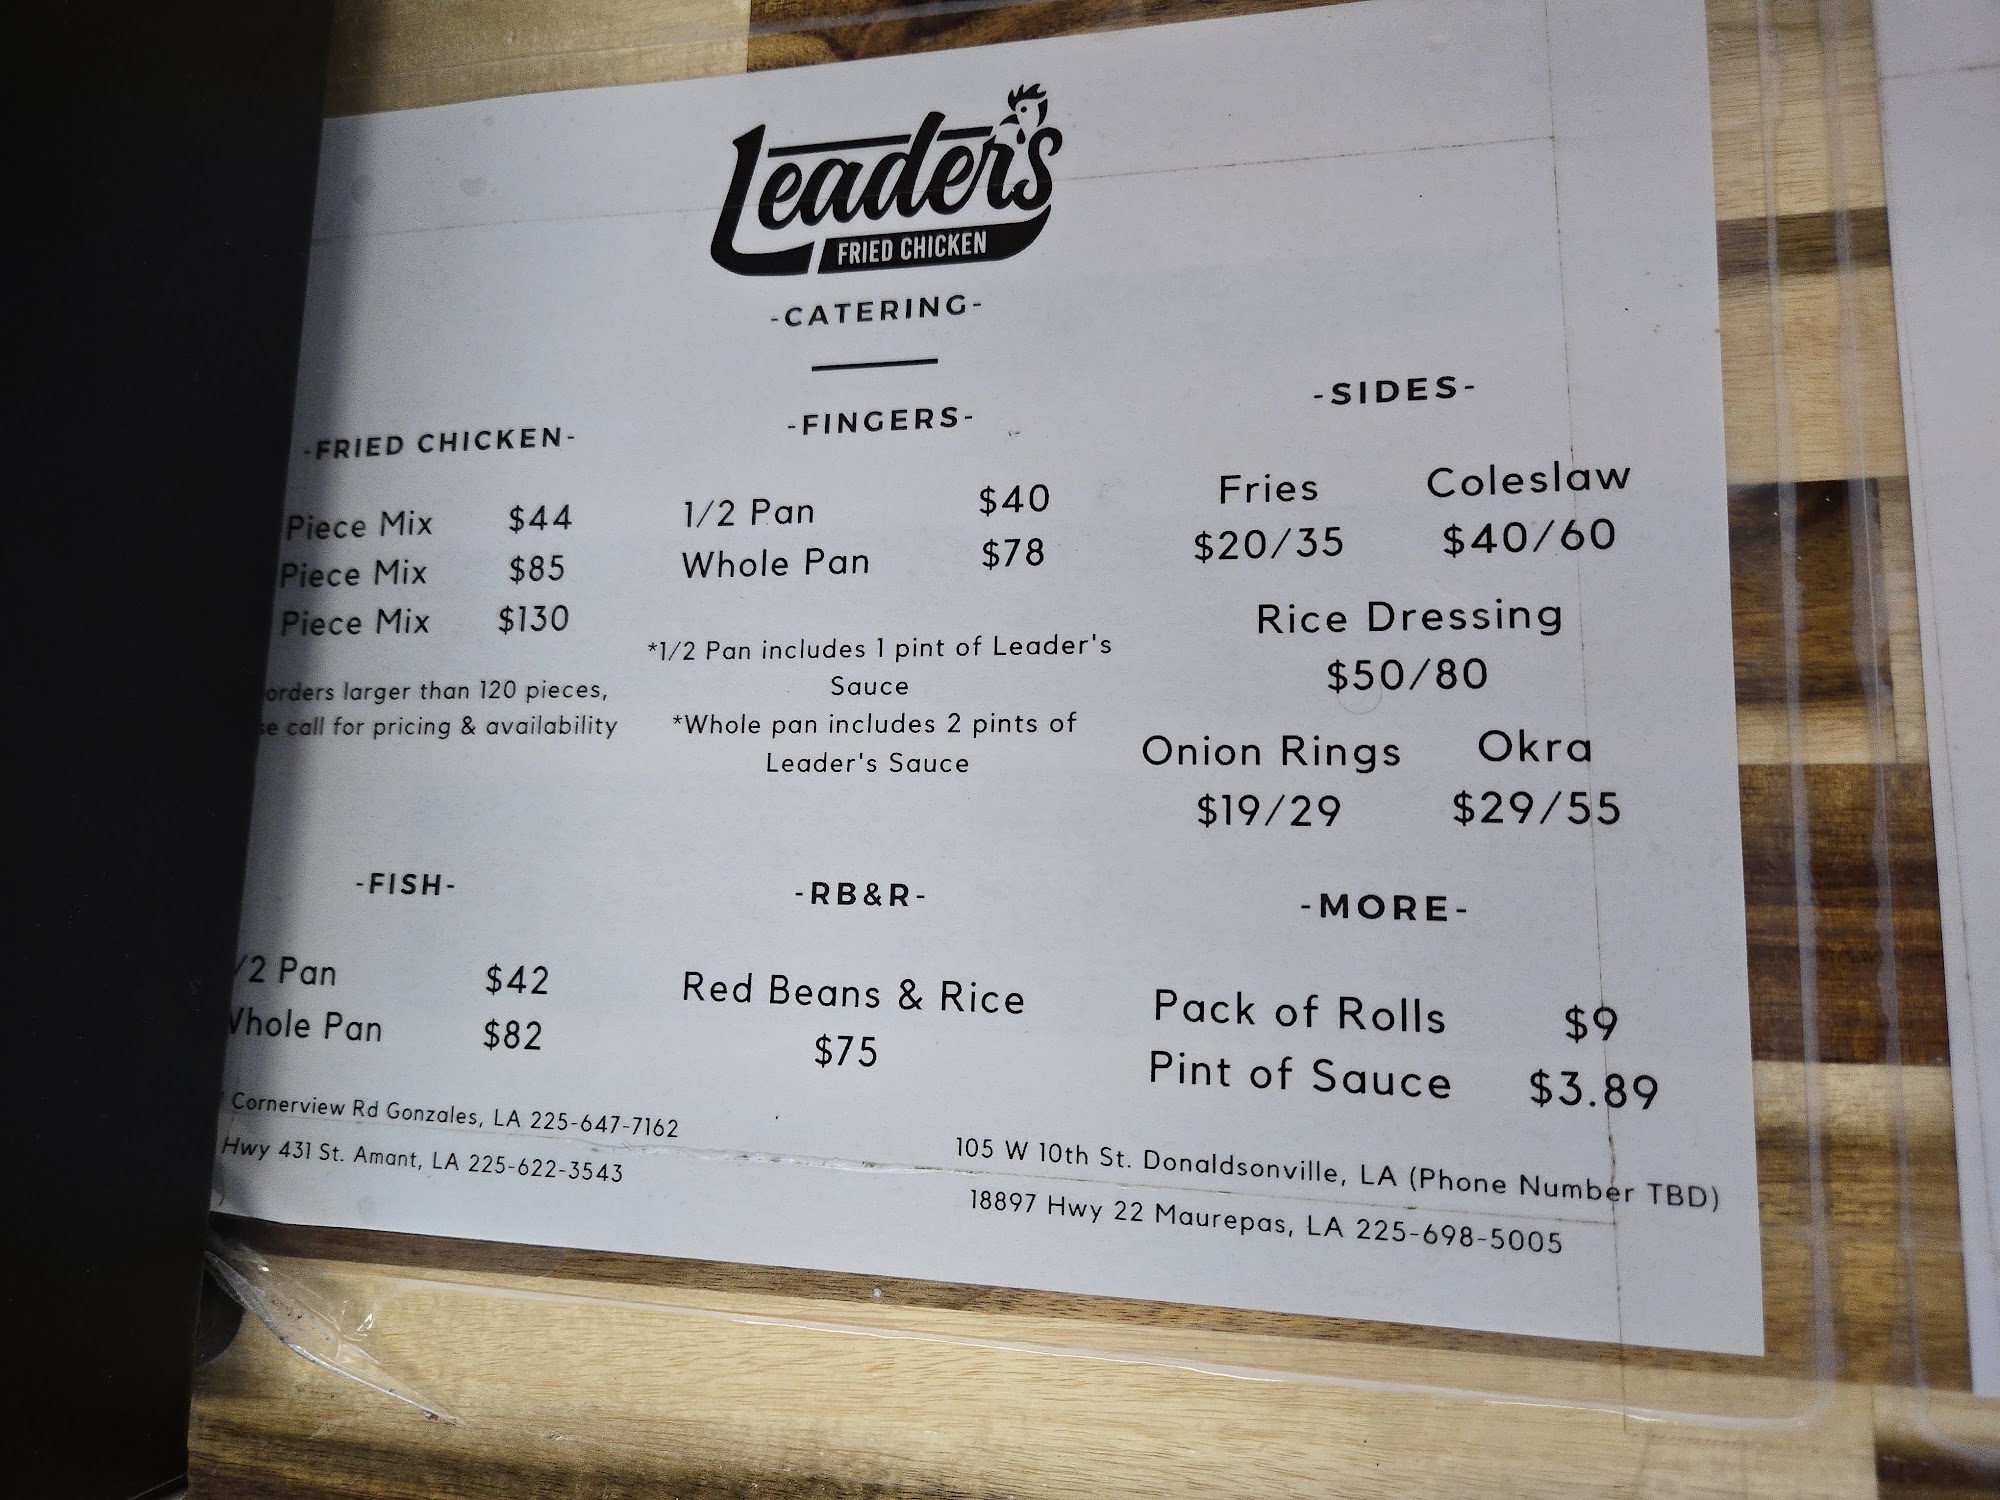 Leader's
FRIED CHICKEN
-CATERING-
-FRIED CHICKEN-
Piece Mix $44
Piece Mix $85
Piece Mix $130
orders larger than 120 pieces,
call for pricing & availability
-FINGERS-
1/2 Pan $40
Whole Pan $78
*1/2 Pan includes 1 pint of Leader's
Sauce
*Whole pan includes 2 pints of
Leader's Sauce
-SIDES-
Fries Coleslaw
$20/35 $40/60
Rice Dressing
$50/80
Onion Rings Okra
$19/29 $29/55
-FISH-
/2 Pan $42
Whole Pan $82
-RB&R-
Red Beans & Rice
$75
-MORE-
Pack of Rolls $9
Pint of Sauce $3.89
Cornerview Rd Gonzales, LA 225-647-7162
Hwy 431 St. Amant, LA 225-622-3543
105 W 10th St. Donaldsonville, LA (Phone Number TBD)
18897 Hwy 22 Maurepas, LA 225-698-5005